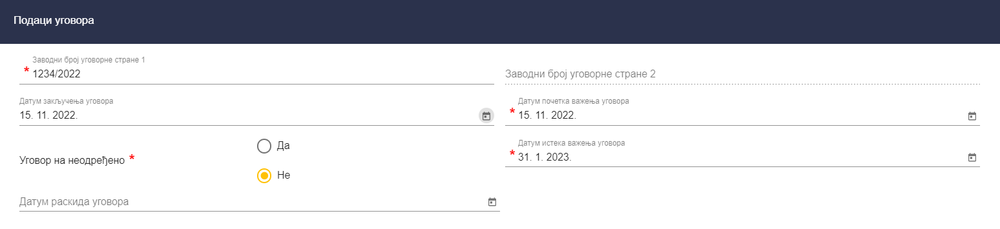 Подаци уговора
Заводни број уговорне стране 1
* 1234/2022
Заводни број уговорне стране 2
Датум закључења уговора
15. 11. 2022.
Датум почетка важења уговора
* 15. 11. 2022.
Уговор на неодређено *
Да
Не
Датум истека важења уговора
* 31. 1. 2023.
Датум раскида уговора